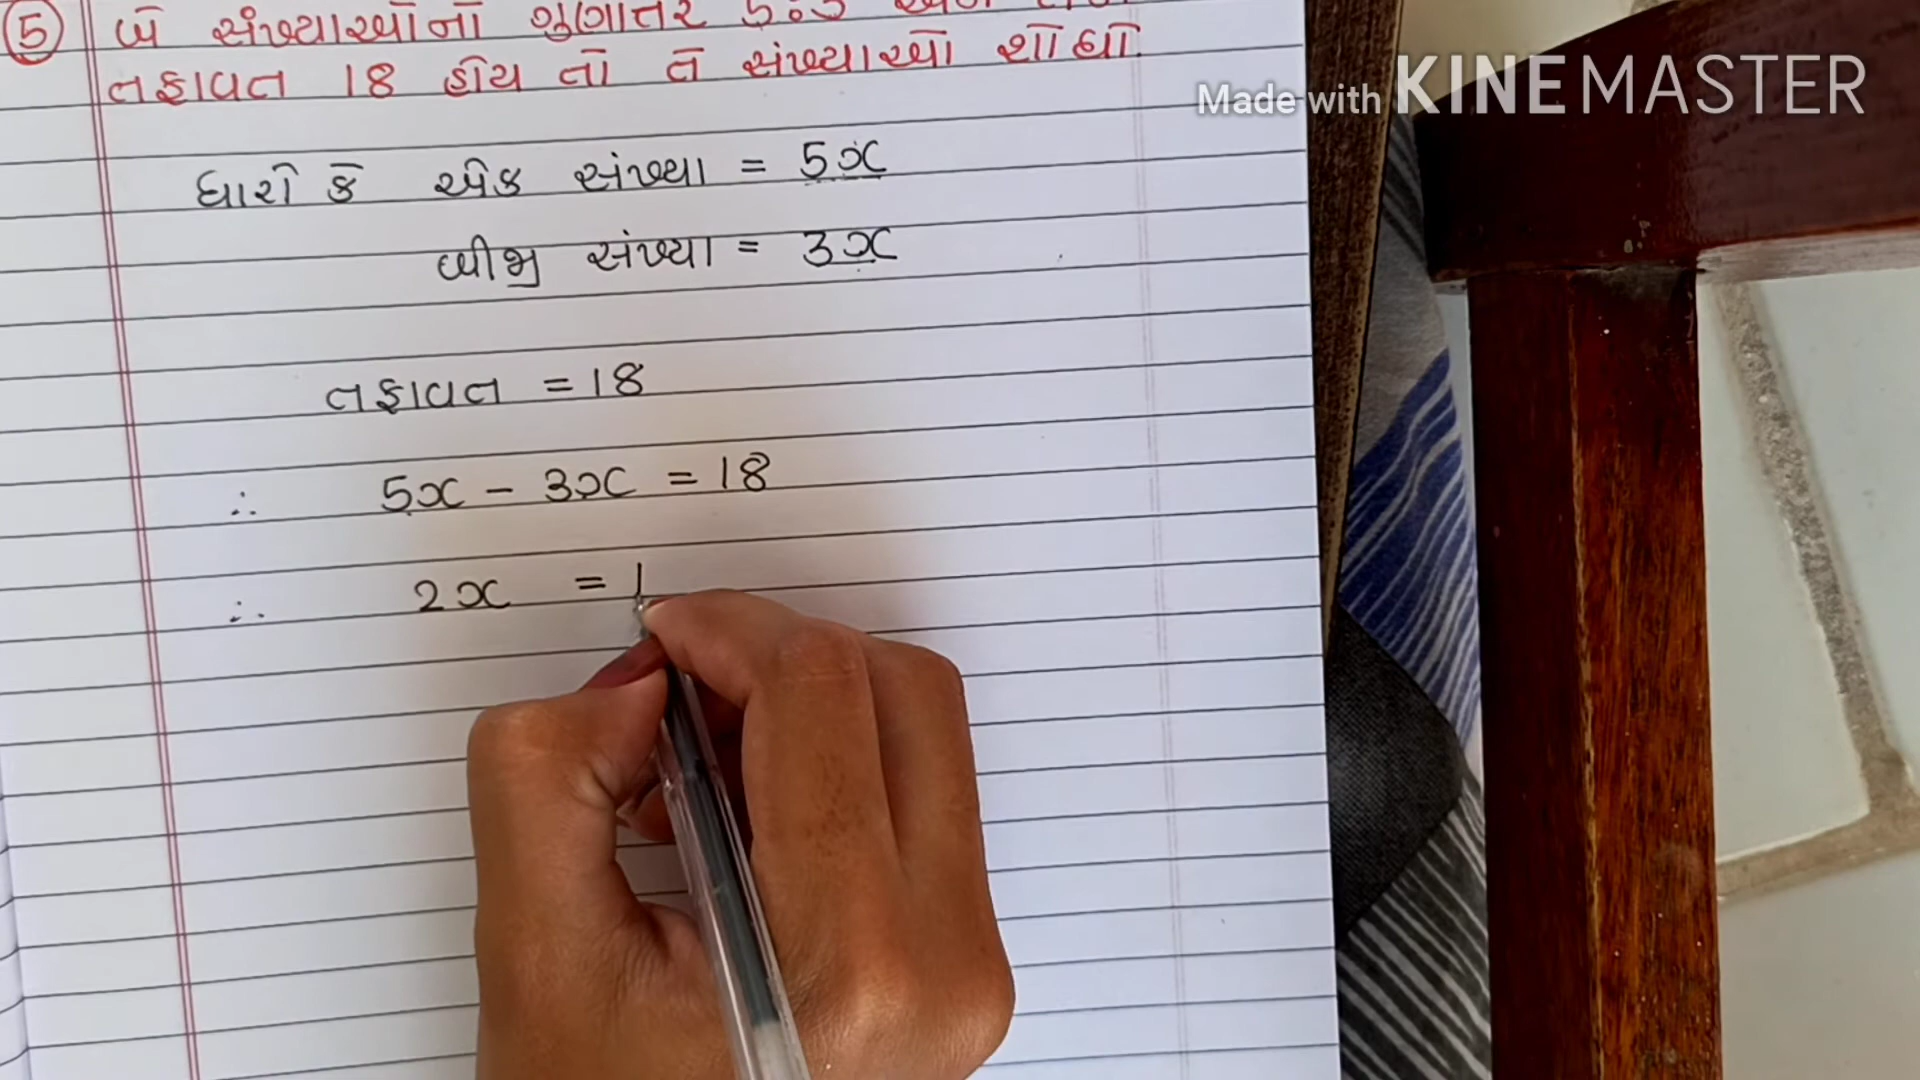 ⑤ બે સંખ્યાઓનો ગુણોત્તર 5:3
તફાવત 18 હોય તો તે સંખ્યાઓ શોધો.
Made with KINEMASTER
ધારો કે એક સંખ્યા = 5x
બીજી સંખ્યા = 3x
તફાવત = 18
∴ 5x - 3x = 18
∴ 2x = 1